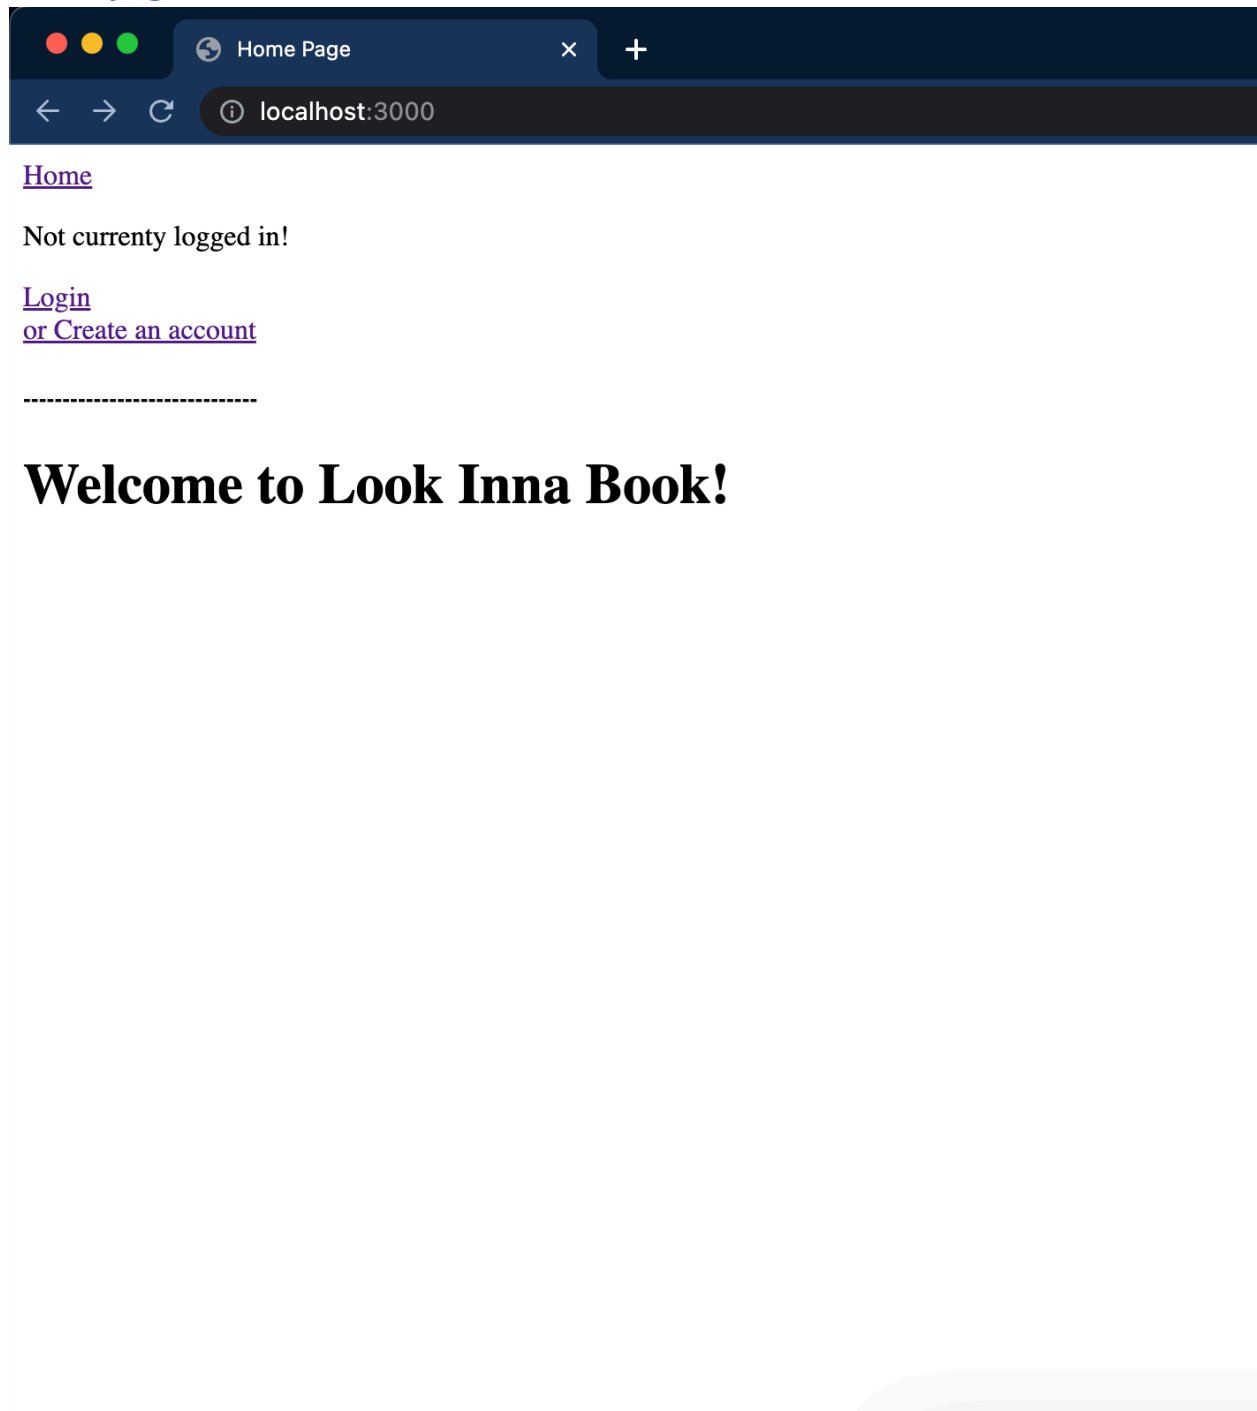 Home Page
localhost:3000
Home
Not currenty logged in!
Login
or Create an account
------------------------------
Welcome to Look Inna Book!